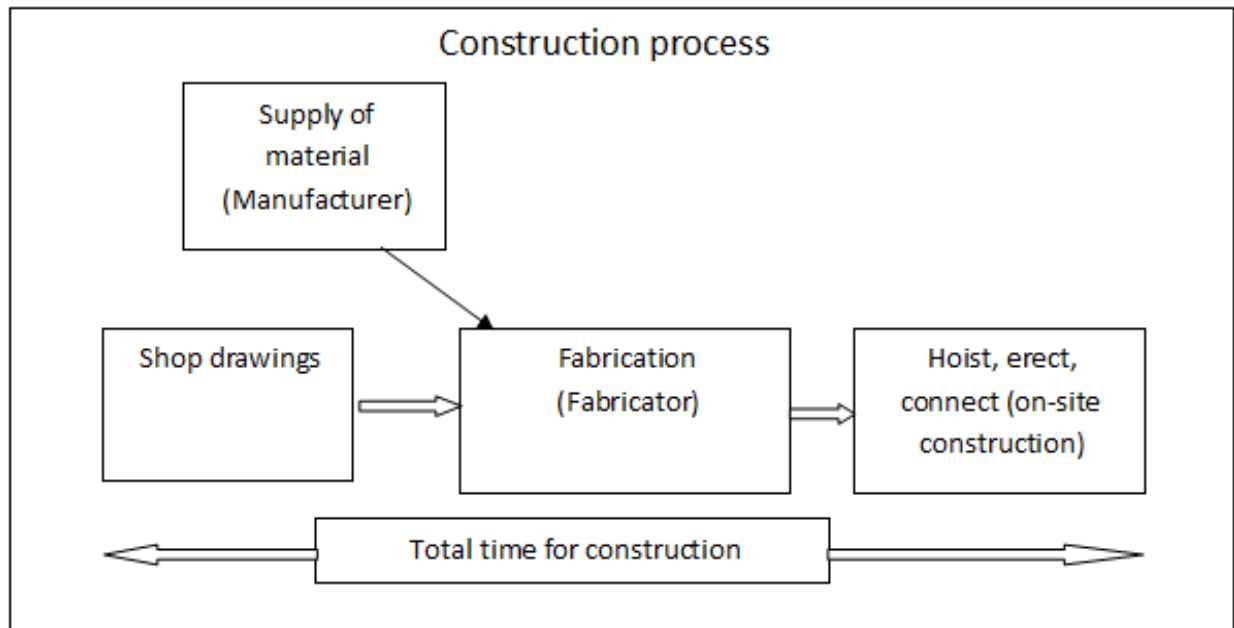 Construction process
Supply of
material
(Manufacturer)
Shop drawings
Fabrication
(Fabricator)
Hoist, erect,
connect (on-site
construction)
Total time for construction